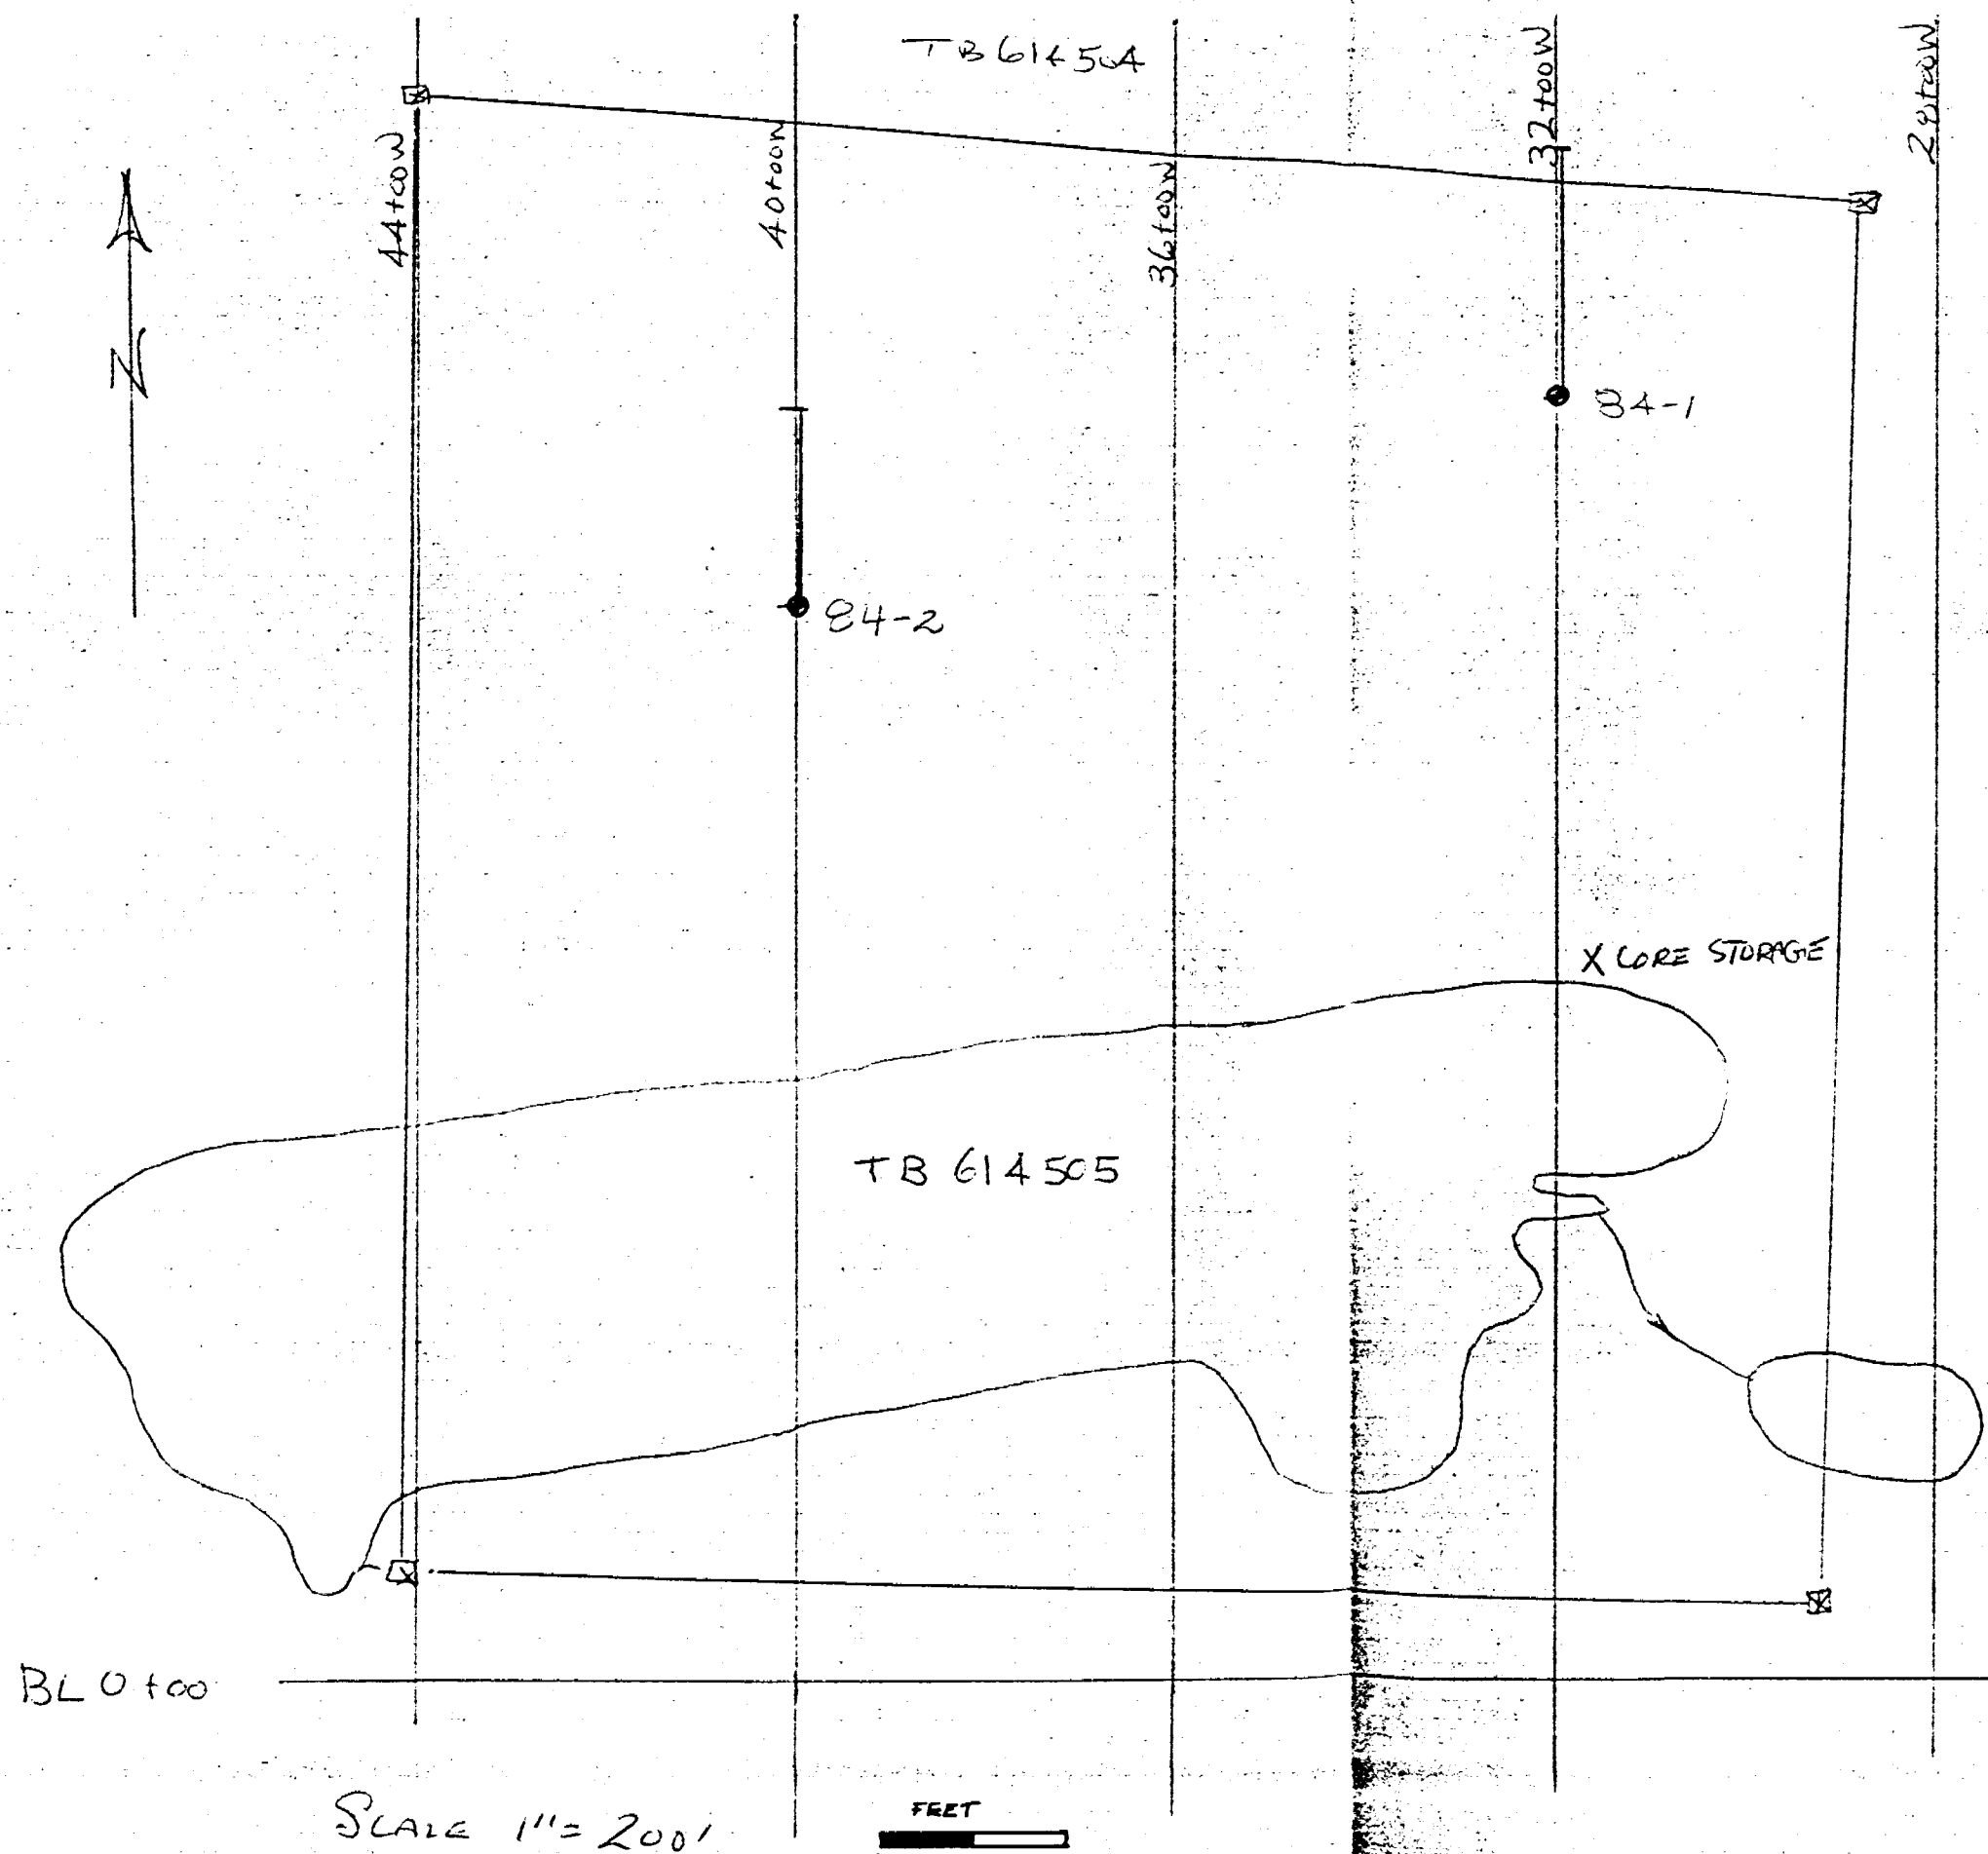 TB 614504
44+00W
40+00W
36+00W
32+00W
28+00W
N
84-1
84-2
X CORE STORAGE
TB 614505
BL 0+00
SCALE 1"= 200'
FEET